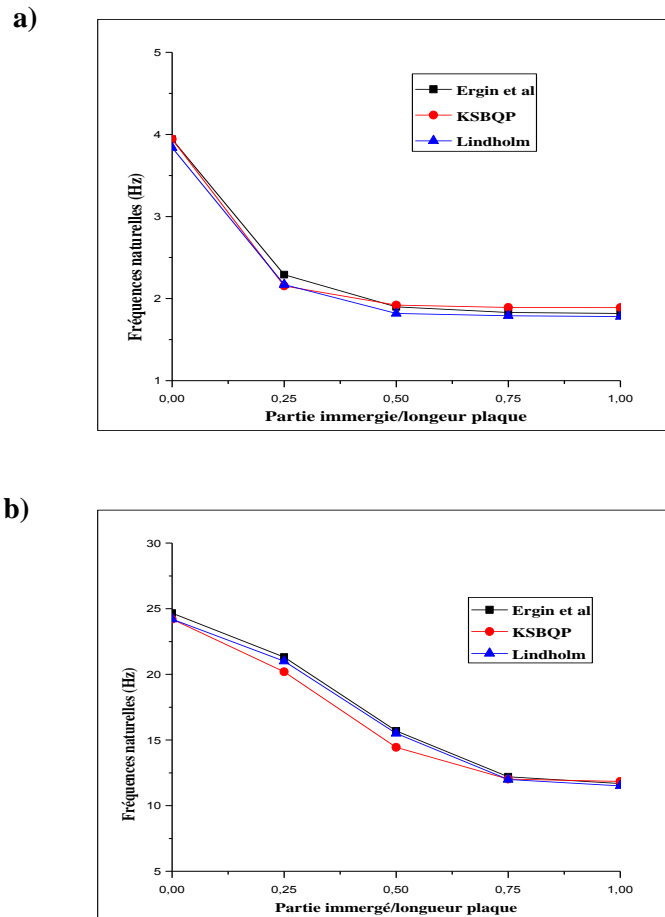 a)
5
4
3
2
1
Fréquences naturelles (Hz)
Ergin et al
KSBQP
Lindholm
0,00 0,25 0,50 0,75 1,00
Partie immergie/longeur plaque
b)
30
25
20
15
10
5
Fréquences naturelles (Hz)
Ergin et al
KSBQP
Lindholm
0,00 0,25 0,50 0,75 1,00
Partie immergé/longueur plaque